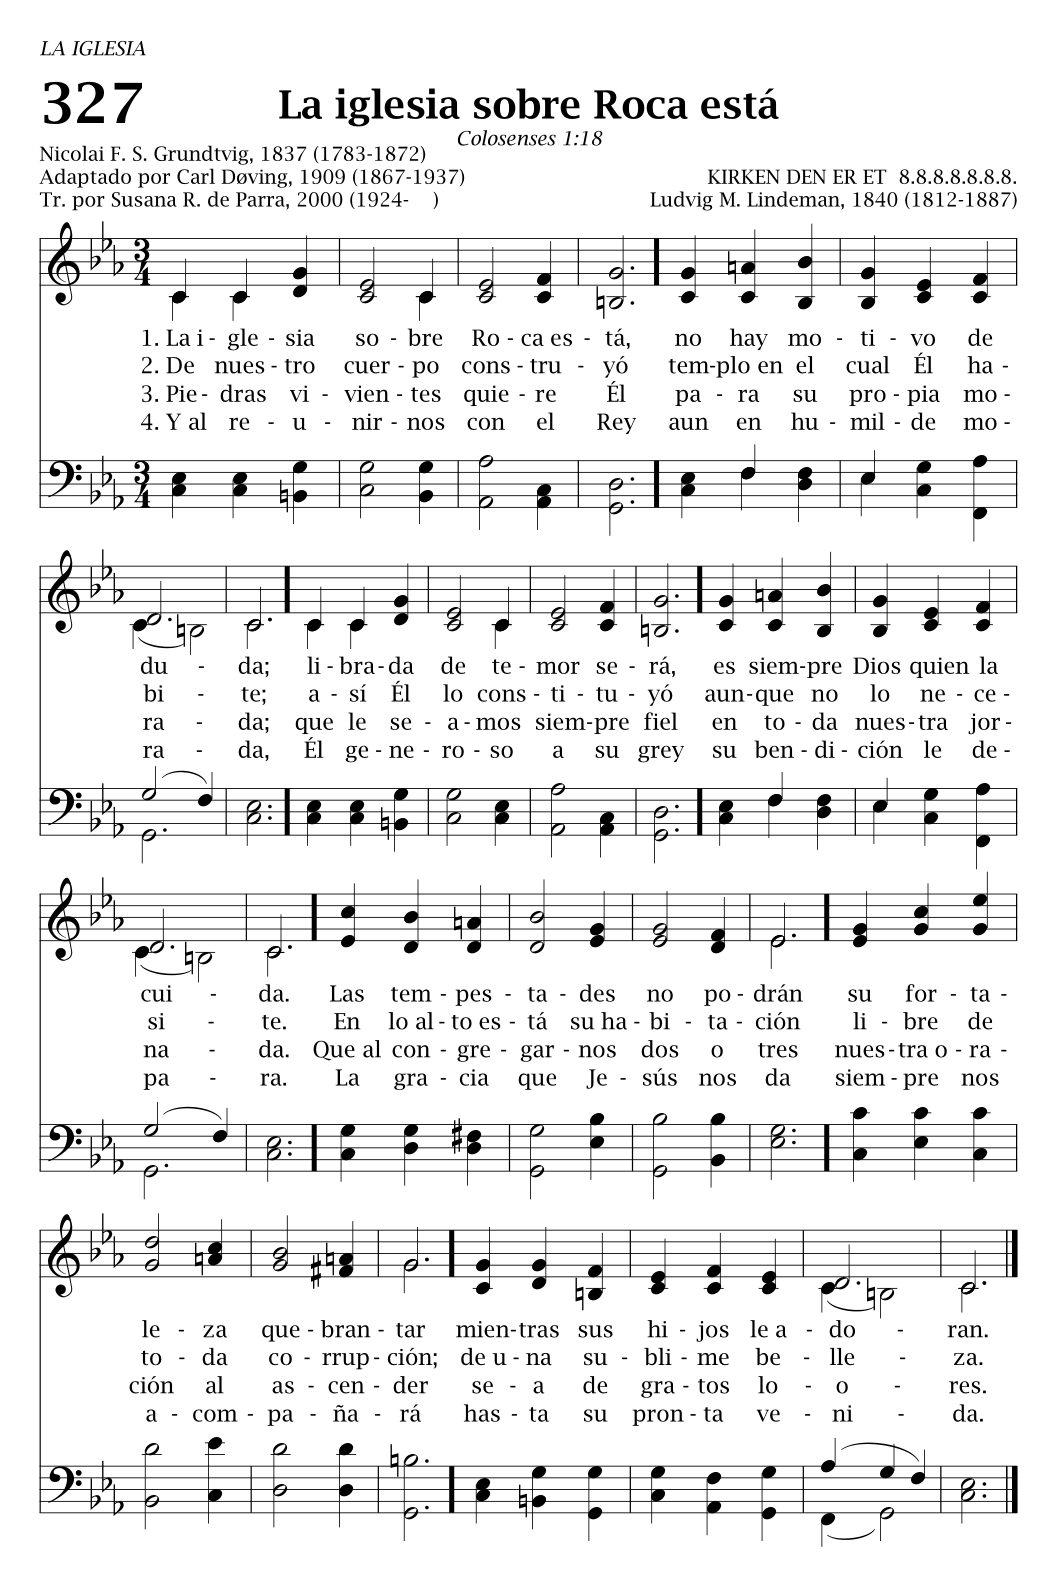 LA IGLESIA
327
La iglesia sobre Roca está
Colosenses 1:18
Nicolai F. S. Grundtvig, 1837 (1783-1872)
Adaptado por Carl Døving, 1909 (1867-1937)
KIRKEN DEN ER ET 8.8.8.8.8.8.8.
Tr. por Susana R. de Parra, 2000 (1924- )
Ludvig M. Lindeman, 1840 (1812-1887)
1. La i - gle - sia so - bre Ro - ca es - tá, no hay mo - ti - vo de
2. De nues - tro cuer - po cons - tru - yó tem-plo en el cual Él ha -
3. Pie - dras vi - vien - tes quie - re Él pa - ra su pro - pia mo -
4. Y al re - u - nir - nos con el Rey aun en hu - mil - de mo -
du - da; li - bra - da de te - mor se - rá, es siem-pre Dios quien la
bi - te; a - sí Él lo cons - ti - tu - yó aun-que no lo ne - ce -
ra - da; que le se - a - mos siem-pre fiel en to - da nues-tra jor -
ra - da, Él ge - ne - ro - so a su grey su ben - di - ción le de -
cui - da. Las tem - pes - ta - des no po - drán su for - ta -
si - te. En lo al - to es - tá su ha - bi - ta - ción li - bre de
na - da. Que al con - gre - gar - nos dos o tres nues-tra o - ra -
pa - ra. La gra - cia que Je - sús nos da siem - pre nos
le - za que - bran - tar mien-tras sus hi - jos le a - do - ran.
to - da co - rrup - ción; de u - na su - bli - me be - lle - za.
ción al as - cen - der se - a de gra - tos lo - o - res.
a - com - pa - ña - rá has - ta su pron - ta ve - ni - da.